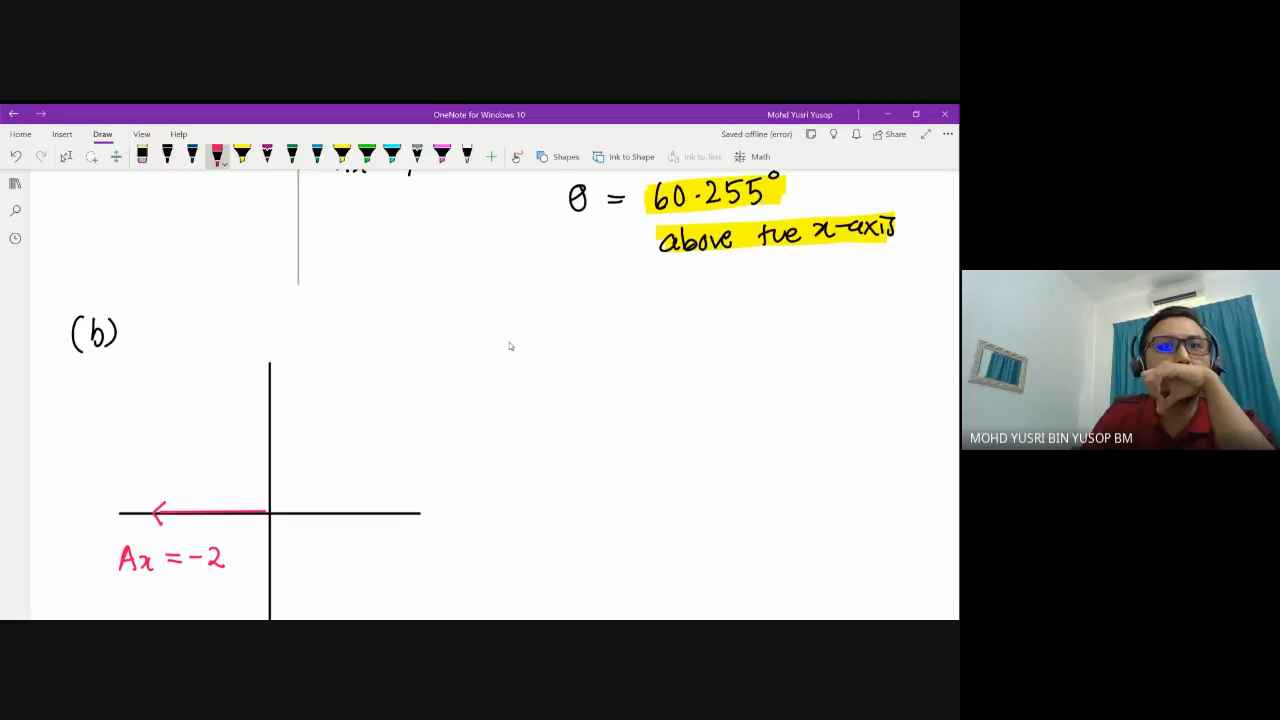 OneNote for Windows 10
Mohd Yusri Yusop
Home Insert Draw View Help
Saved offline (error)
Share
Shapes
Ink to Shape
Ink to Text
Math
θ = 60.255°
above +ve x-axis
(b)
Ax = -2
MOHD YUSRI BIN YUSOP BM